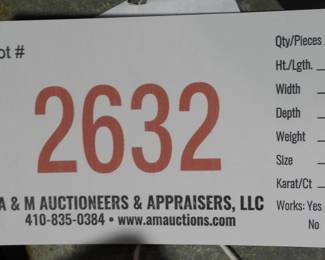 ot #
2632
A & M AUCTIONEERS & APPRAISERS, LLC
410-835-0384 • www.amauctions.com
Qty/Pieces
Ht./Lgth.
Width
Depth
Weight
Size
Karat/Ct
Works: Yes
No